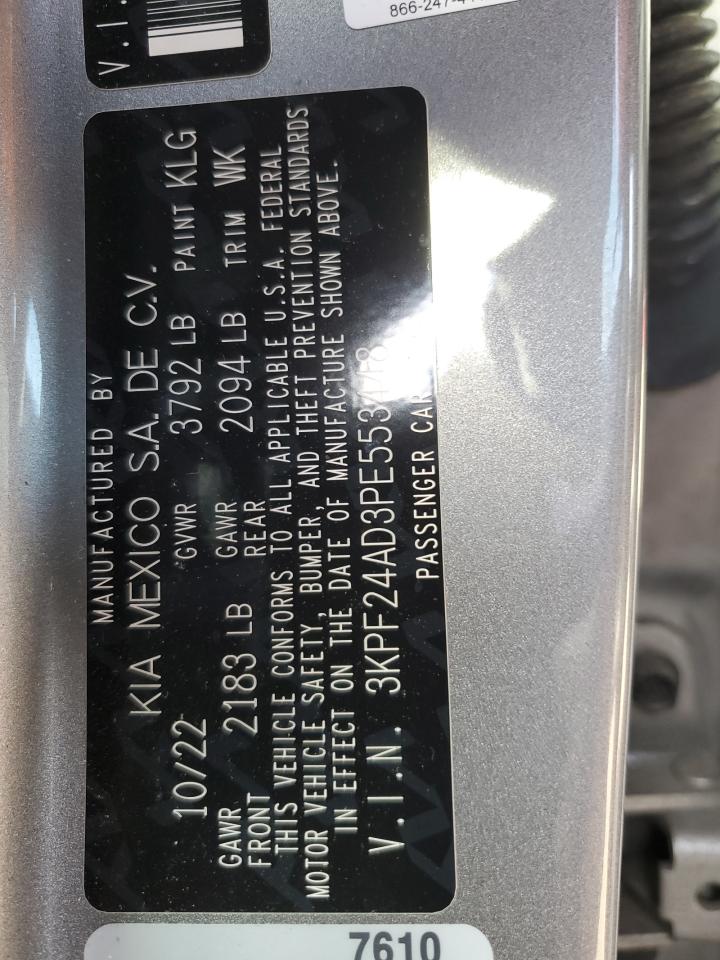 V.I.
866-247-
MANUFACTURED BY
KIA MEXICO S.A. DE C.V.
10/22 GVWR 3792 LB PAINT KLG
GAWR FRONT 2183 LB GAWR REAR 2094 LB TRIM WK
THIS VEHICLE CONFORMS TO ALL APPLICABLE U.S.A. FEDERAL
MOTOR VEHICLE SAFETY, BUMPER, AND THEFT PREVENTION STANDARDS
IN EFFECT ON THE DATE OF MANUFACTURE SHOWN ABOVE.
V.I.N.
PASSENGER CAR
7610